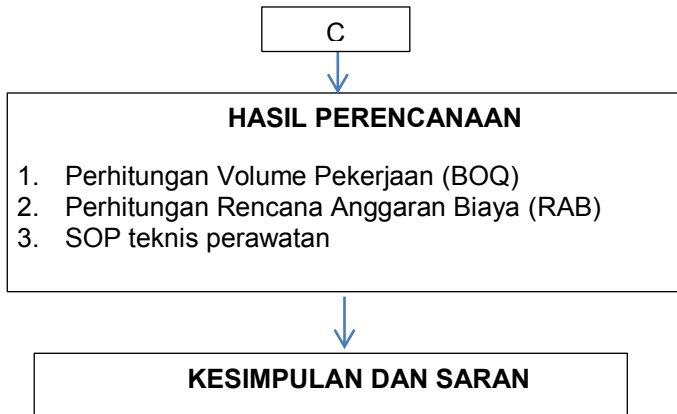 C
HASIL PERENCANAAN
1. Perhitungan Volume Pekerjaan (BOQ)
2. Perhitungan Rencana Anggaran Biaya (RAB)
3. SOP teknis perawatan
KESIMPULAN DAN SARAN